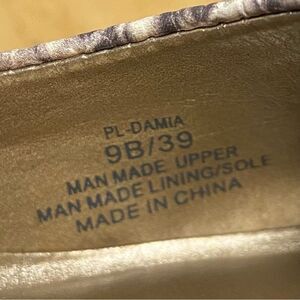 PL-DAMIA
9B/39
MAN MADE UPPER
MAN MADE LINING/SOLE
MADE IN CHINA